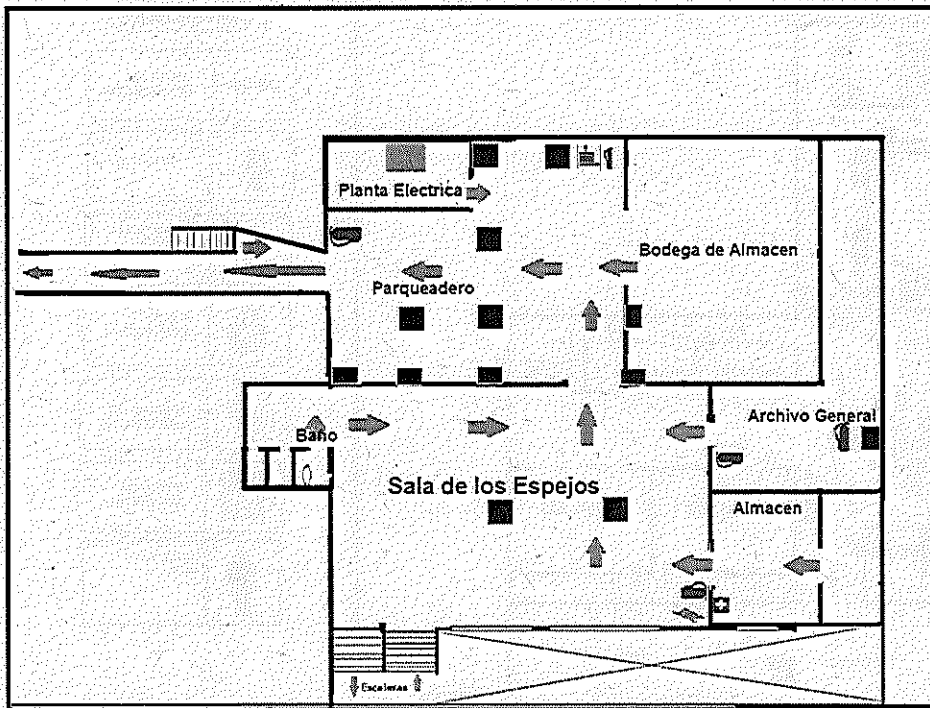 Planta Electrica
Bodega de Almacen
Parqueadero
Archivo General
Baño
Sala de los Espejos
Almacen
Escaleras